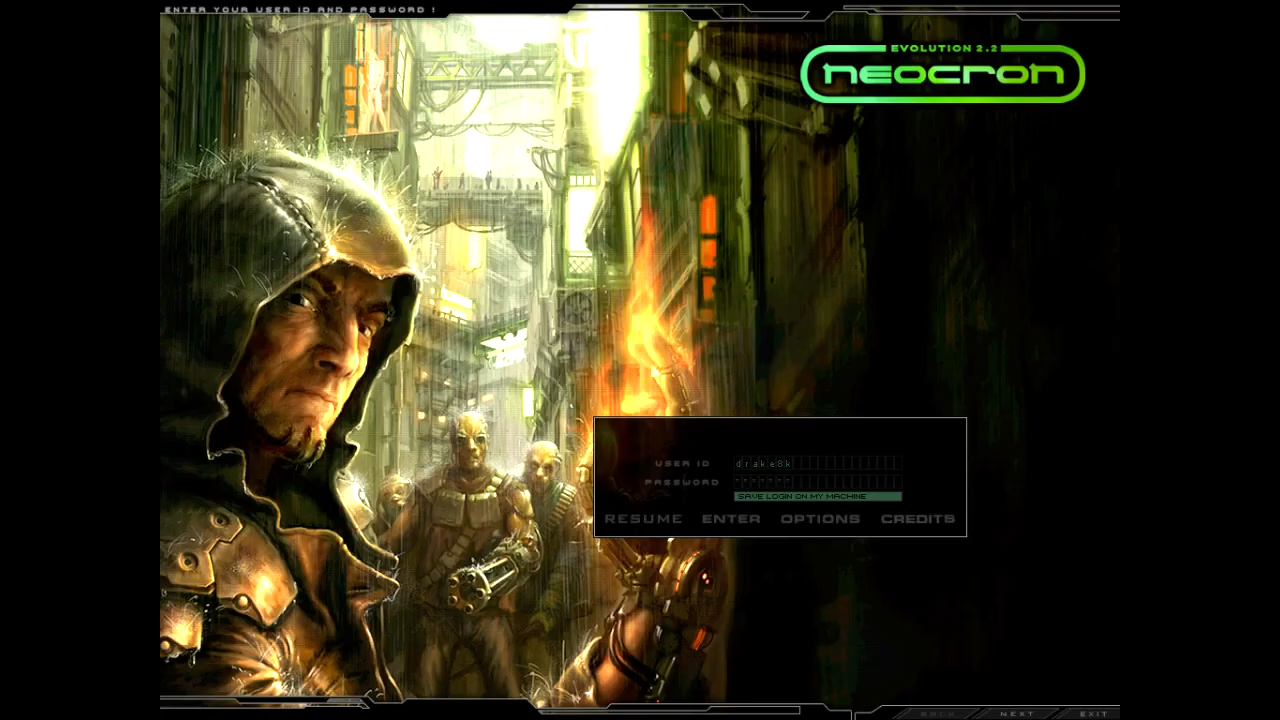 ENTER YOUR USER ID AND PASSWORD !
EVOLUTION 2.2
neocron
USER ID drake8k
PASSWORD *******
SAVE LOGIN ON MY MACHINE
RESUME ENTER OPTIONS CREDITS
BACK NEXT EXIT